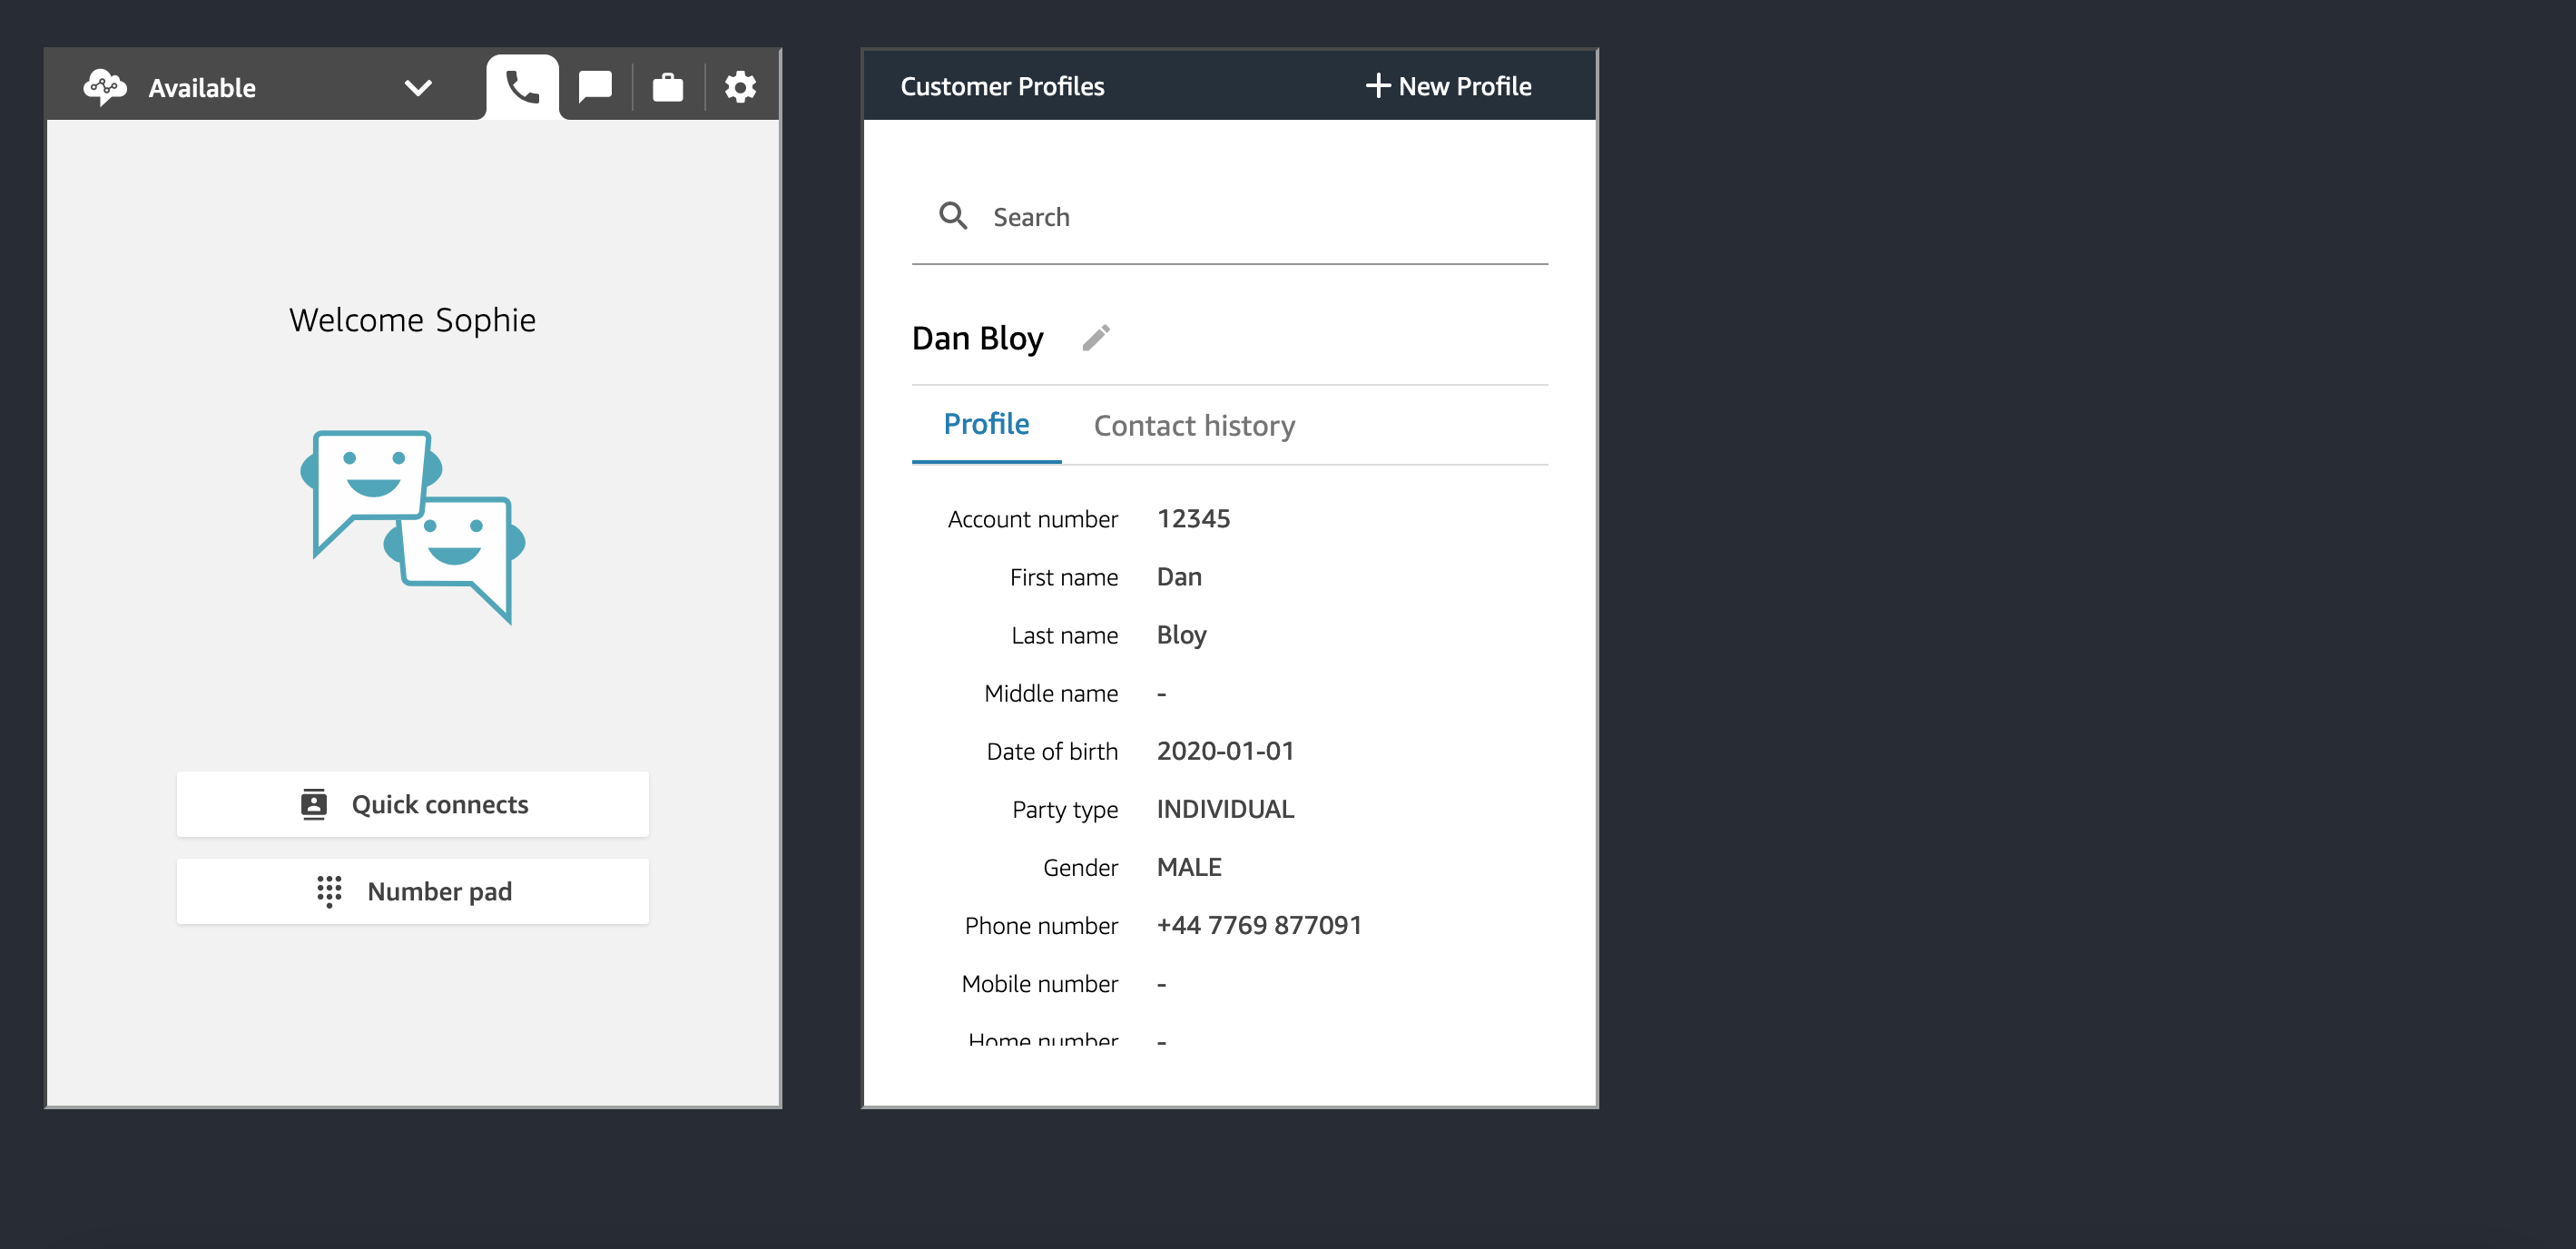 Available
Welcome Sophie
Quick connects
Number pad
Customer Profiles
New Profile
Search
Dan Bloy
Profile Contact history
Account number 12345
First name Dan
Last name Bloy
Middle name -
Date of birth 2020-01-01
Party type INDIVIDUAL
Gender MALE
Phone number +44 7769 877091
Mobile number -
Home number -